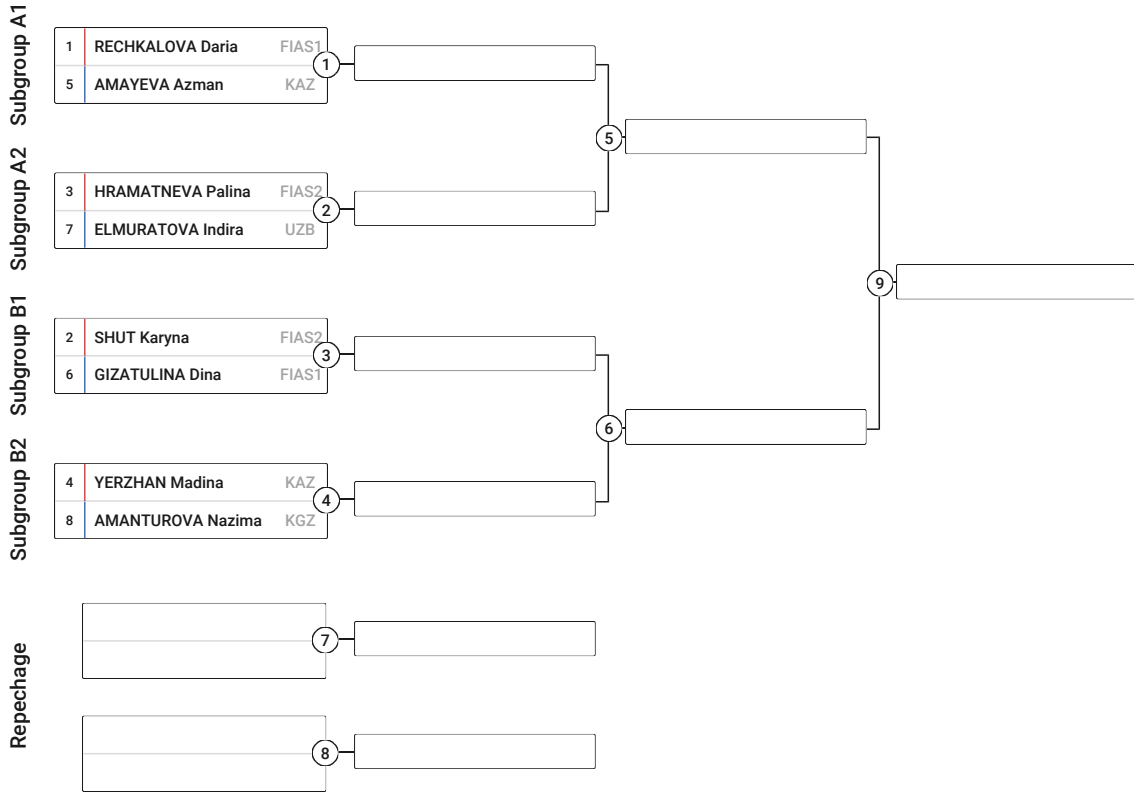 Subgroup A1
1 RECHKALOVA Daria FIAS1
1
5 AMAYEVA Azman KAZ
5
Subgroup A2
3 HRAMATNEVA Palina FIAS2
2
7 ELMURATOVA Indira UZB
9
Subgroup B1
2 SHUT Karyna FIAS2
3
6 GIZATULINA Dina FIAS1
6
Subgroup B2
4 YERZHAN Madina KAZ
4
8 AMANTUROVA Nazima KGZ
Repechage
7
8